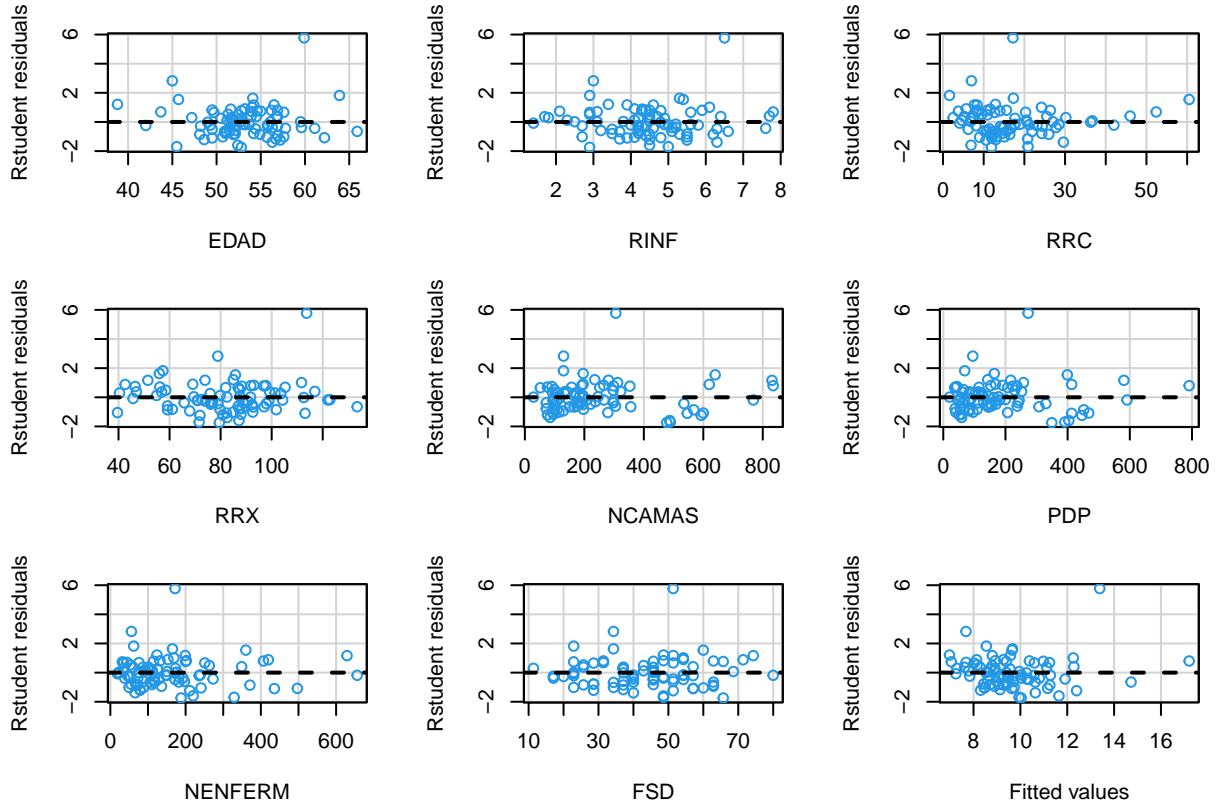 Rstudent residuals
6
2
−2
40 45 50 55 60 65
EDAD
Rstudent residuals
6
2
−2
2 3 4 5 6 7 8
RINF
Rstudent residuals
6
2
−2
0 10 30 50
RRC
Rstudent residuals
6
2
−2
40 60 80 100
RRX
Rstudent residuals
6
2
−2
0 200 400 600 800
NCAMAS
Rstudent residuals
6
2
−2
0 200 400 600 800
PDP
Rstudent residuals
6
2
−2
0 200 400 600
NENFERM
Rstudent residuals
6
2
−2
10 30 50 70
FSD
Rstudent residuals
6
2
−2
8 10 12 14 16
Fitted values